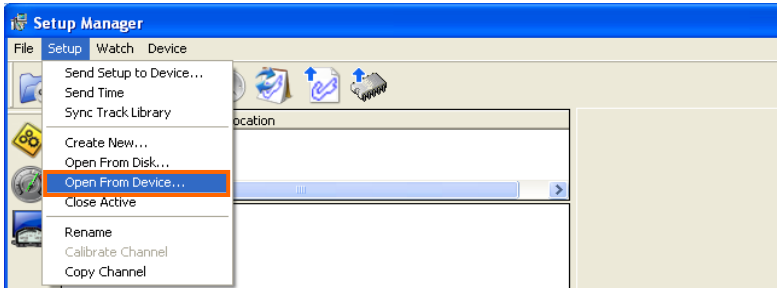 Setup Manager
File Setup Watch Device
Send Setup to Device...
Send Time
Sync Track Library
ocation
Create New...
Open From Disk...
Open From Device...
Close Active
Rename
Calibrate Channel
Copy Channel